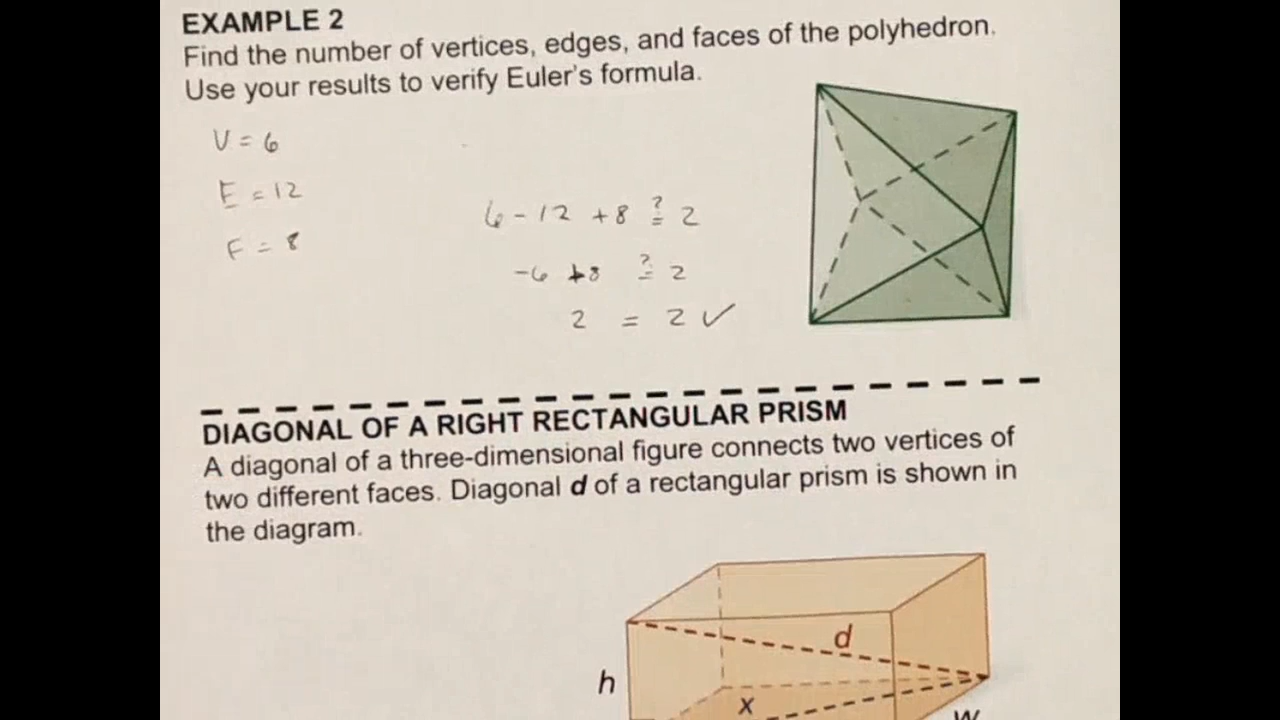 EXAMPLE 2
Find the number of vertices, edges, and faces of the polyhedron.
Use your results to verify Euler's formula.
V = 6
E = 12
F = 8
6 - 12 + 8 ?= 2
-6 + 8 ?= 2
2 = 2 ✓
DIAGONAL OF A RIGHT RECTANGULAR PRISM
A diagonal of a three-dimensional figure connects two vertices of
two different faces. Diagonal d of a rectangular prism is shown in
the diagram.
d
h
x
w